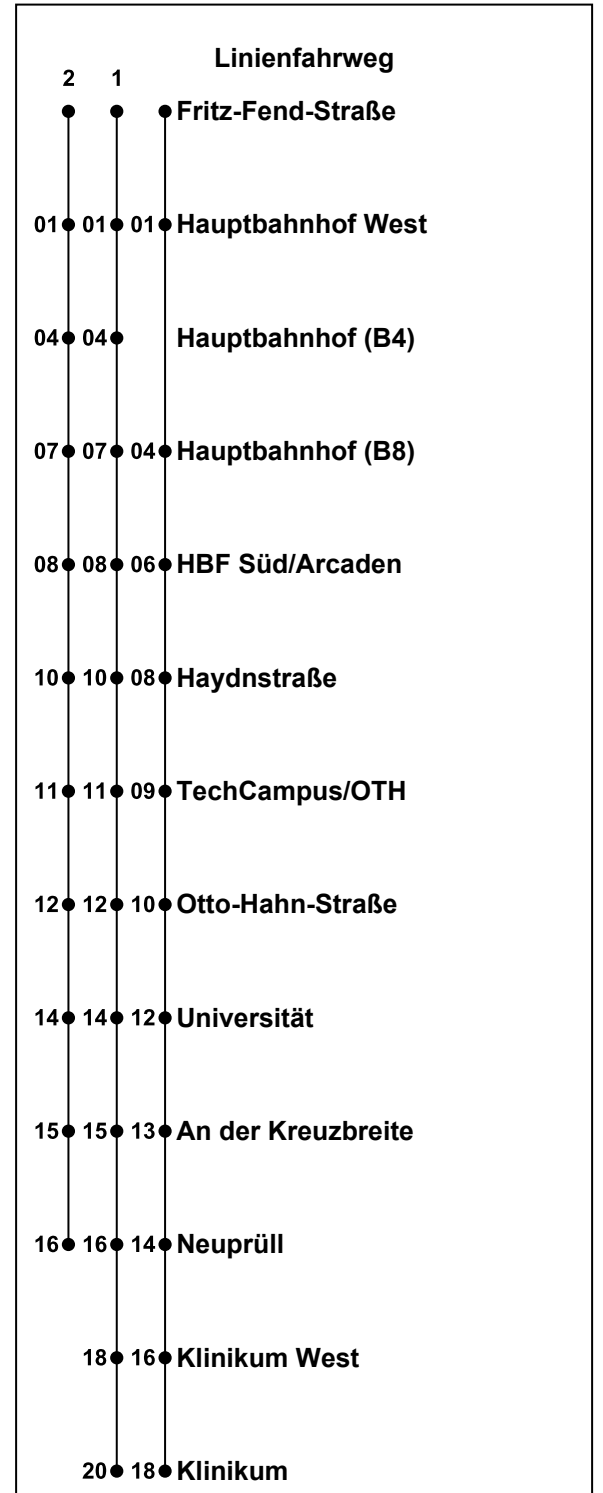 Linienfahrweg
2 1
Fritz-Fend-Straße
01 01 01 Hauptbahnhof West
04 04 Hauptbahnhof (B4)
07 07 04 Hauptbahnhof (B8)
08 08 06 HBF Süd/Arcaden
10 10 08 Haydnstraße
11 11 09 TechCampus/OTH
12 12 10 Otto-Hahn-Straße
14 14 12 Universität
15 15 13 An der Kreuzbreite
16 16 14 Neuprüll
18 16 Klinikum West
20 18 Klinikum